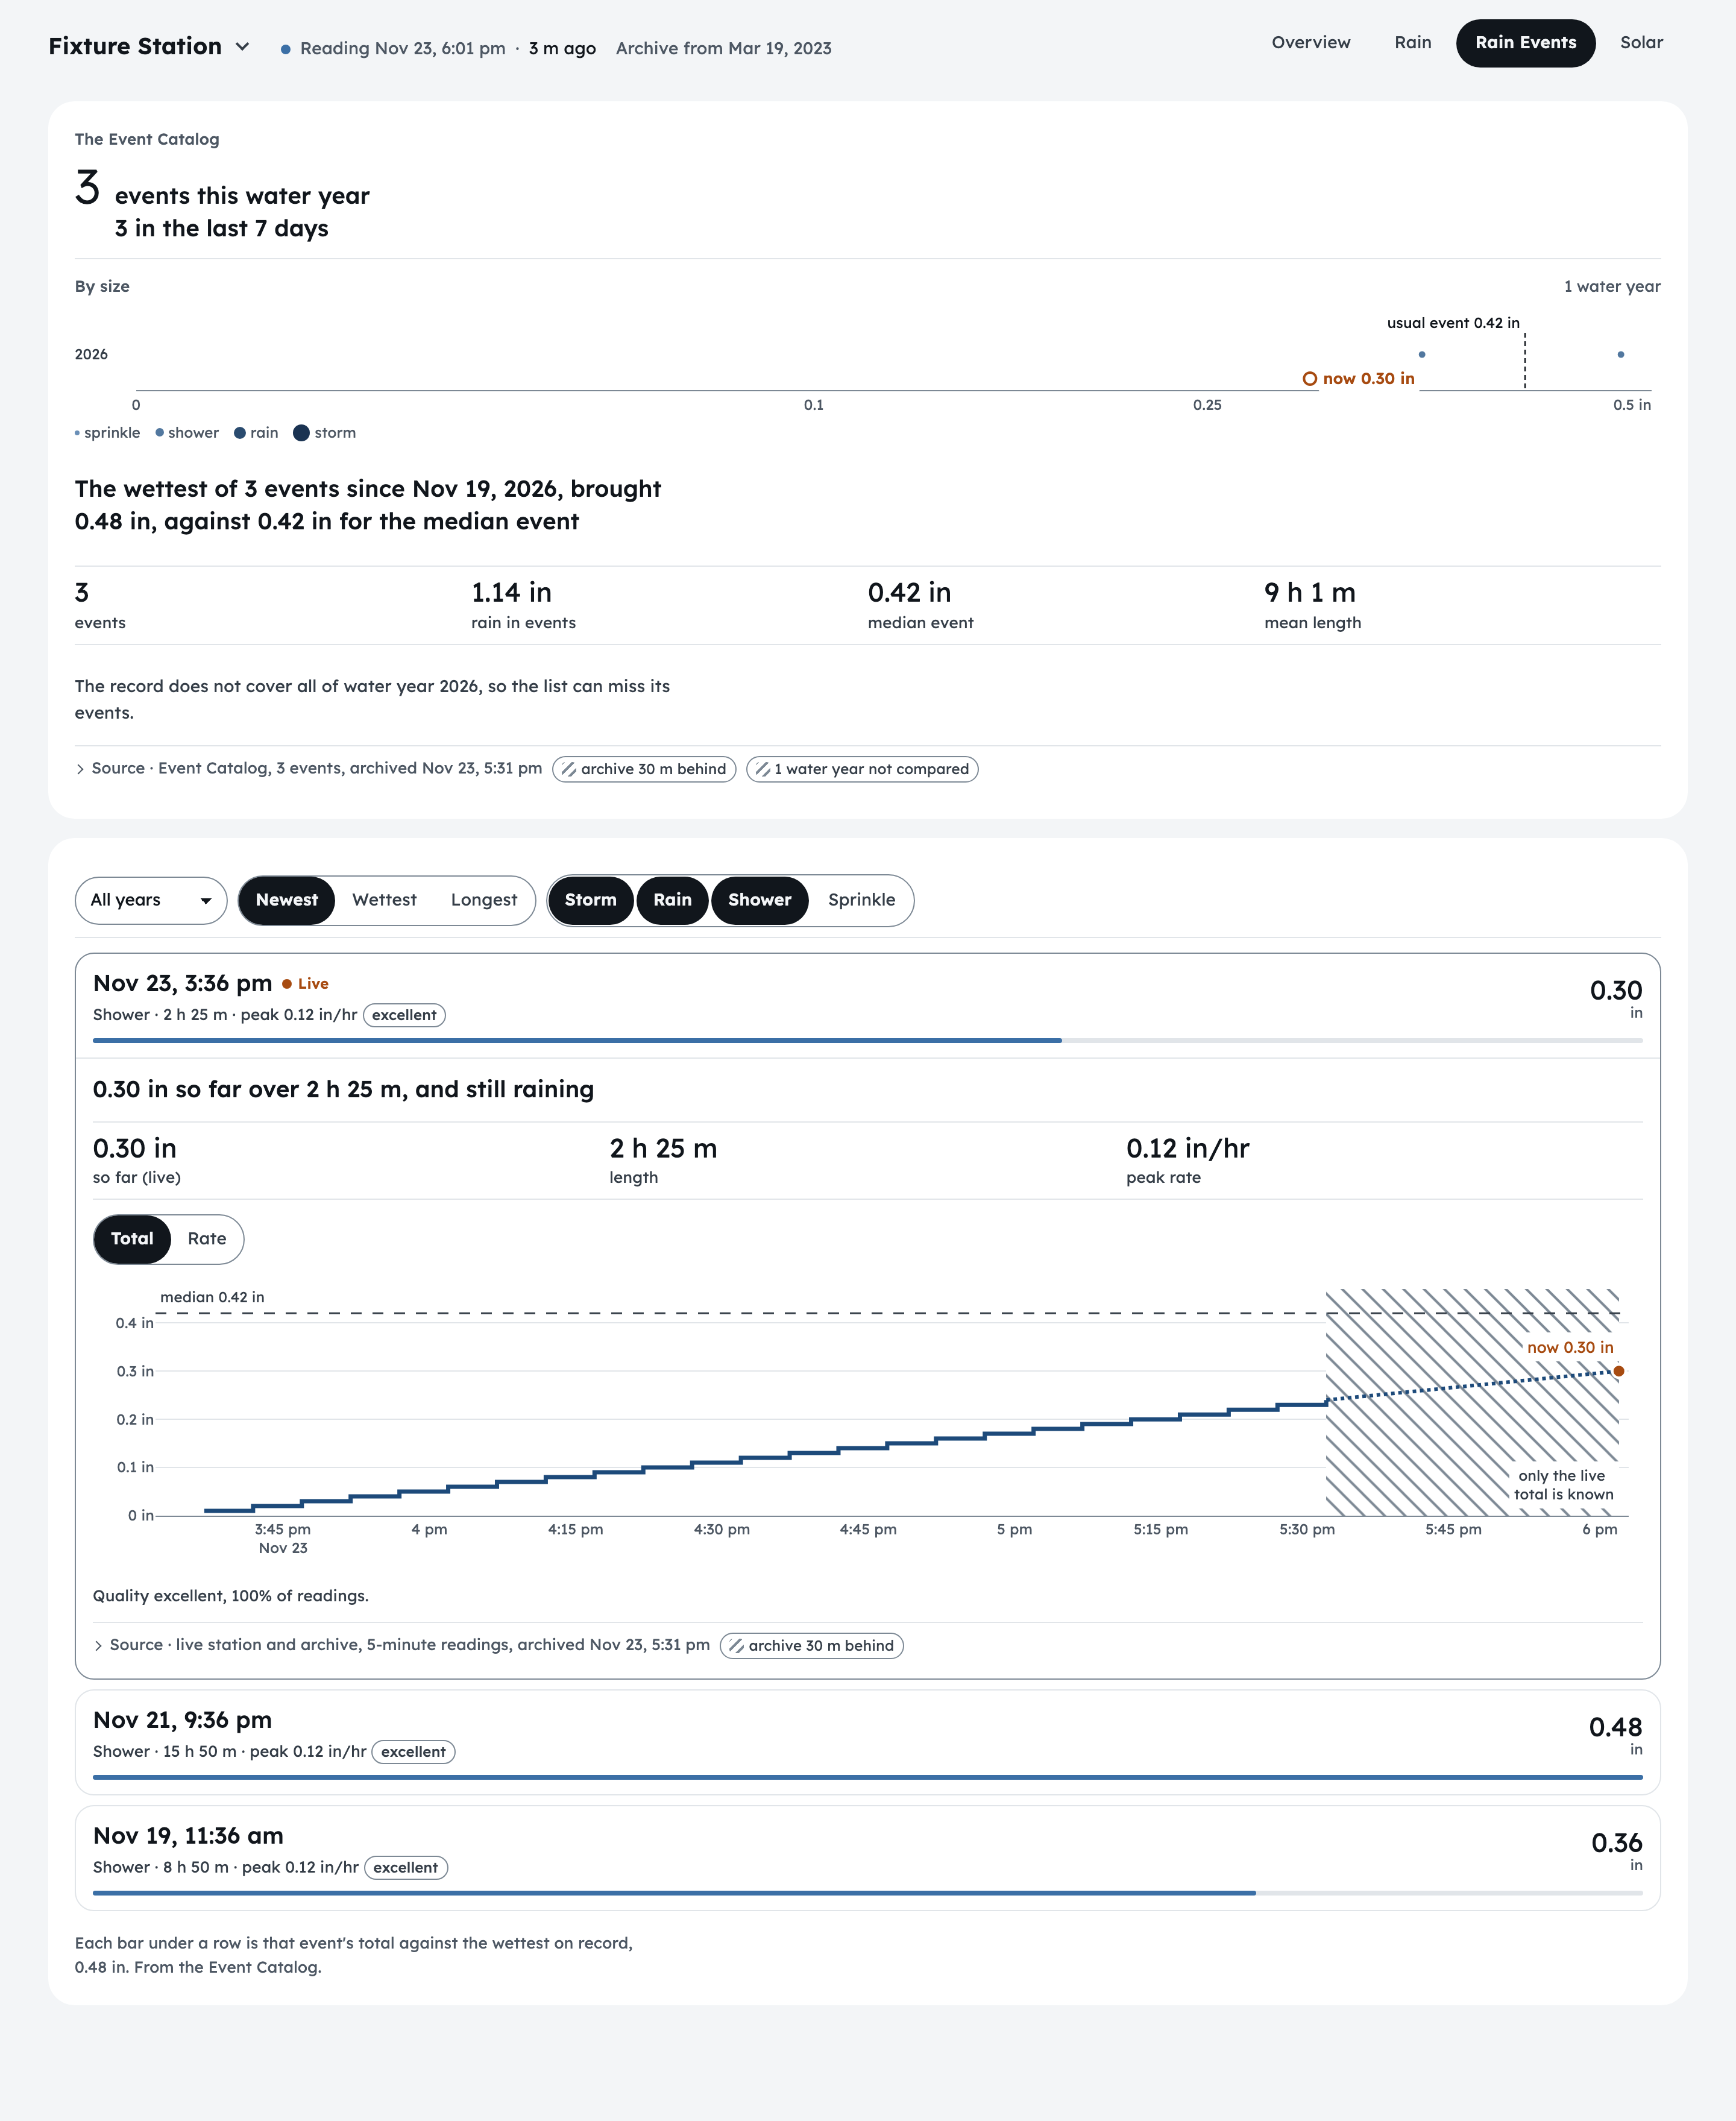 Fixture Station
Reading Nov 23, 6:01 pm · 3 m ago Archive from Mar 19, 2023
Overview Rain Rain Events Solar
The Event Catalog
3 events this water year
3 in the last 7 days
By size
1 water year
usual event 0.42 in
2026
now 0.30 in
0 0.1 0.25 0.5 in
sprinkle shower rain storm
The wettest of 3 events since Nov 19, 2026, brought
0.48 in, against 0.42 in for the median event
3 1.14 in 0.42 in 9 h 1 m
events rain in events median event mean length
The record does not cover all of water year 2026, so the list can miss its
events.
Source · Event Catalog, 3 events, archived Nov 23, 5:31 pm archive 30 m behind 1 water year not compared
All years Newest Wettest Longest Storm Rain Shower Sprinkle
Nov 23, 3:36 pm Live
0.30
Shower · 2 h 25 m · peak 0.12 in/hr excellent
in
0.30 in so far over 2 h 25 m, and still raining
0.30 in 2 h 25 m 0.12 in/hr
so far (live) length peak rate
Total Rate
median 0.42 in
0.4 in
now 0.30 in
0.3 in
0.2 in
0.1 in
only the live
total is known
0 in
3:45 pm 4 pm 4:15 pm 4:30 pm 4:45 pm 5 pm 5:15 pm 5:30 pm 5:45 pm 6 pm
Nov 23
Quality excellent, 100% of readings.
Source · live station and archive, 5-minute readings, archived Nov 23, 5:31 pm archive 30 m behind
Nov 21, 9:36 pm
0.48
Shower · 15 h 50 m · peak 0.12 in/hr excellent
in
Nov 19, 11:36 am
0.36
Shower · 8 h 50 m · peak 0.12 in/hr excellent
in
Each bar under a row is that event's total against the wettest on record,
0.48 in. From the Event Catalog.